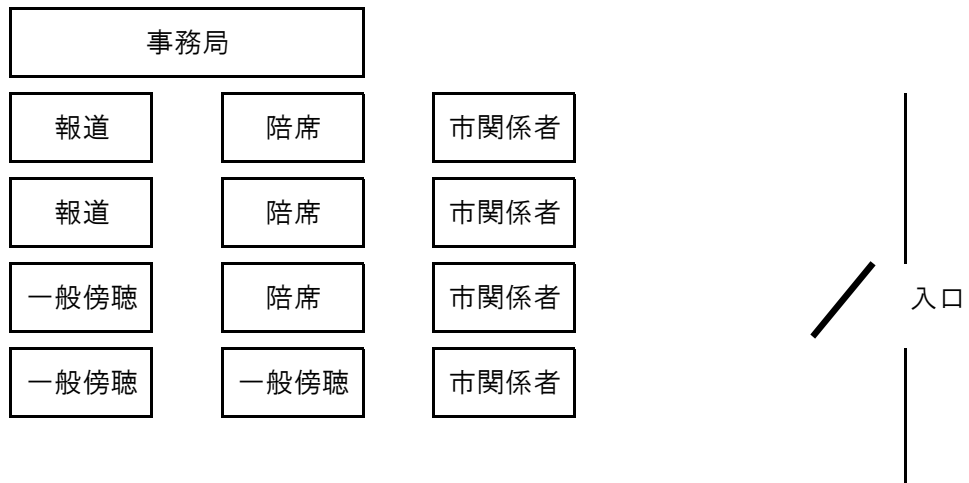 事務局
報道 陪席 市関係者
報道 陪席 市関係者
一般傍聴 陪席 市関係者 入口
一般傍聴 一般傍聴 市関係者